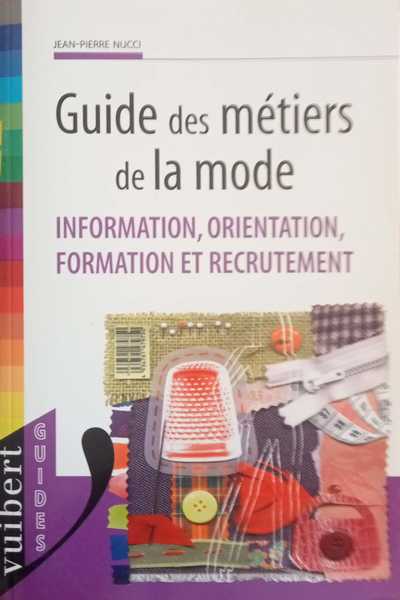 JEAN-PIERRE NUCCI
Guide des métiers
de la mode
INFORMATION, ORIENTATION,
FORMATION ET RECRUTEMENT
GUIDES
vuibert